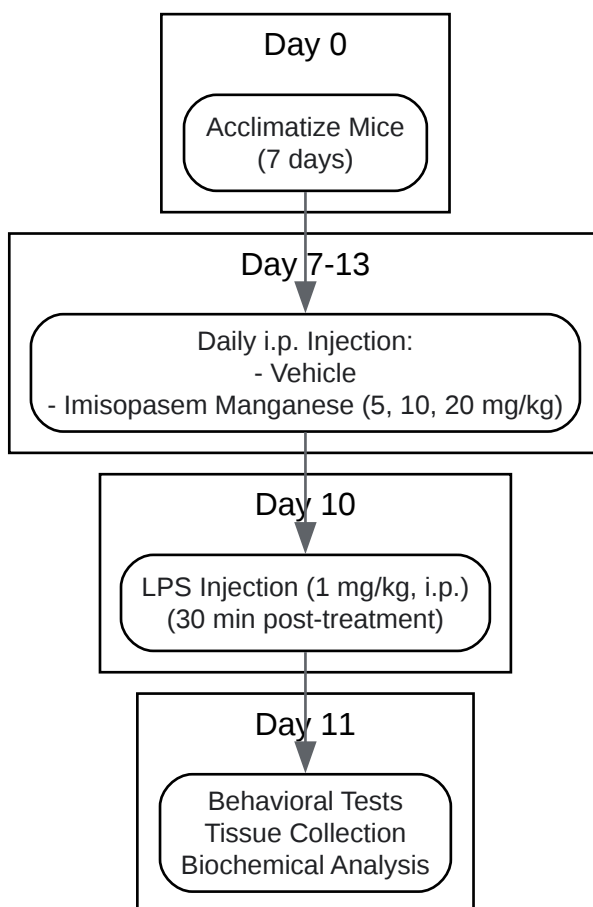 Day 0
Acclimatize Mice
(7 days)
Day 7-13
Daily i.p. Injection:
- Vehicle
- Imisopasem Manganese (5, 10, 20 mg/kg)
Day 10
LPS Injection (1 mg/kg, i.p.)
(30 min post-treatment)
Day 11
Behavioral Tests
Tissue Collection
Biochemical Analysis